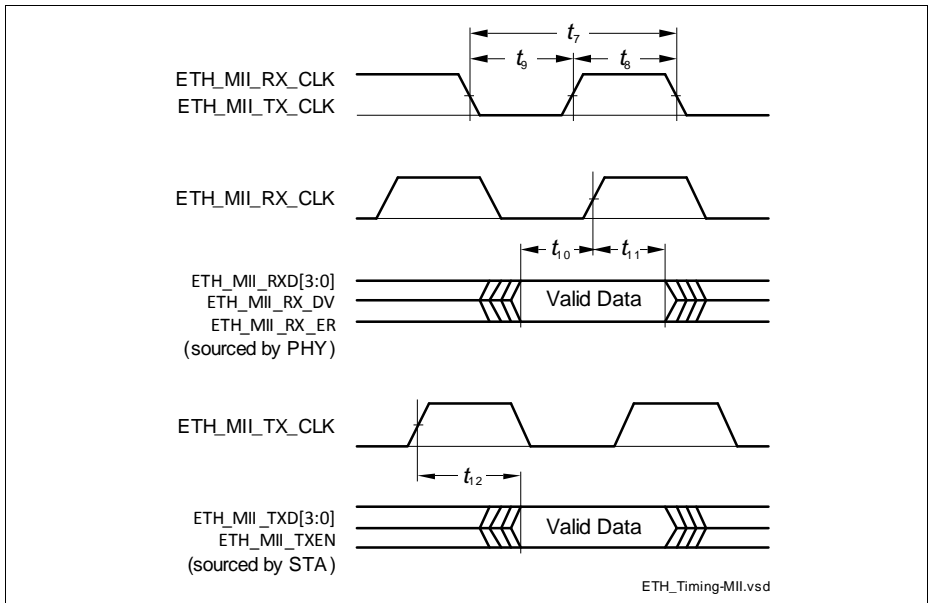 t7
t9 t8
ETH_MII_RX_CLK
ETH_MII_TX_CLK
ETH_MII_RX_CLK
t10 t11
ETH_MII_RXD[3:0]
ETH_MII_RX_DV
ETH_MII_RX_ER
(sourced by PHY)
Valid Data
ETH_MII_TX_CLK
t12
ETH_MII_TXD[3:0]
ETH_MII_TXEN
(sourced by STA)
Valid Data
ETH_Timing-MII.vsd